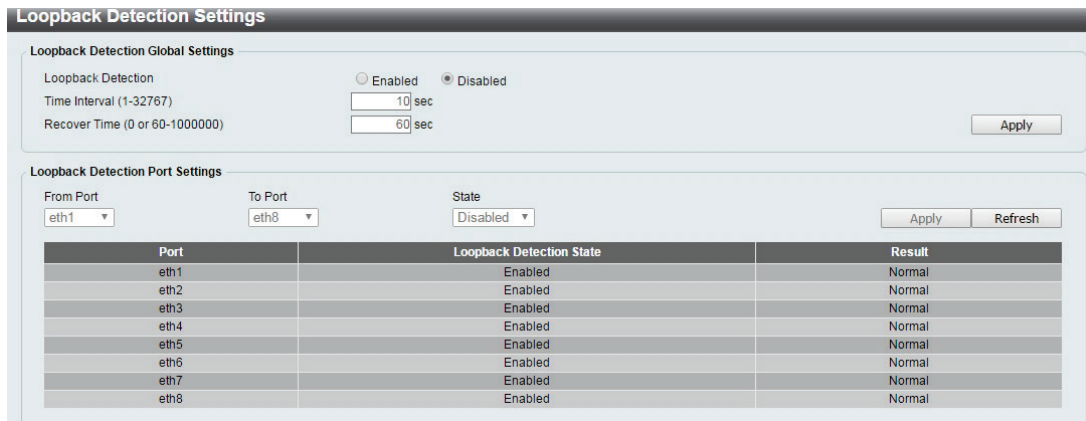 Loopback Detection Settings
Loopback Detection Global Settings
Loopback Detection Enabled Disabled
Time Interval (1-32767) 10 sec
Recover Time (0 or 60-1000000) 60 sec
Apply
Loopback Detection Port Settings
From Port To Port State
eth1 eth8 Disabled Apply Refresh
Port Loopback Detection State Result
eth1 Enabled Normal
eth2 Enabled Normal
eth3 Enabled Normal
eth4 Enabled Normal
eth5 Enabled Normal
eth6 Enabled Normal
eth7 Enabled Normal
eth8 Enabled Normal